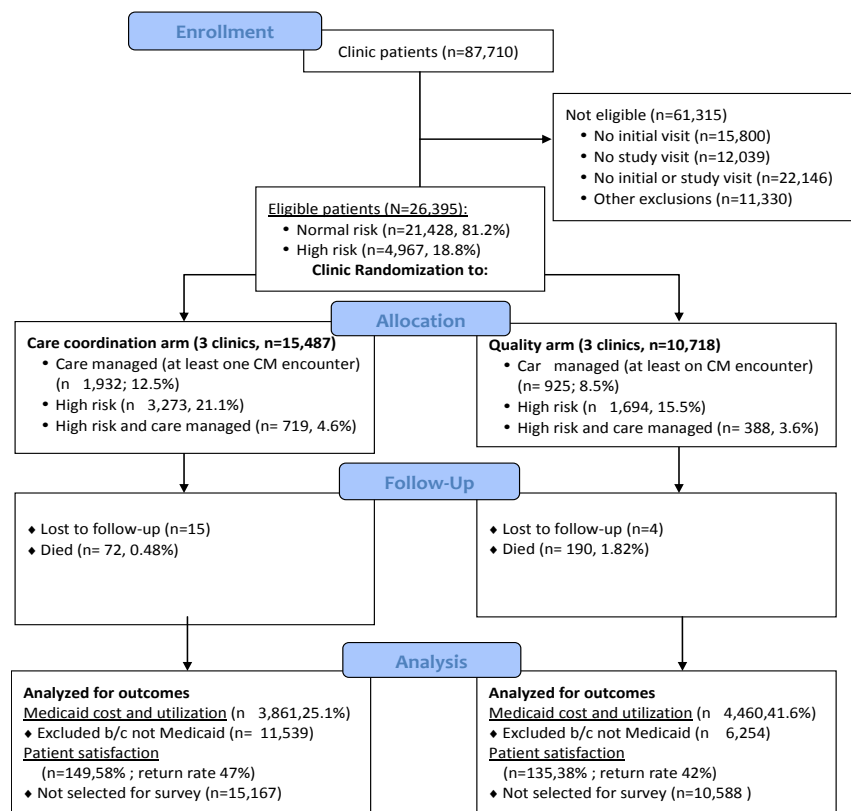 Enrollment
Clinic patients (n=87,710)
Not eligible (n=61,315)
• No initial visit (n=15,800)
• No study visit (n=12,039)
• No initial or study visit (n=22,146)
• Other exclusions (n=11,330)
Eligible patients (N=26,395):
• Normal risk (n=21,428, 81.2%)
• High risk (n=4,967, 18.8%)
Clinic Randomization to:
Allocation
Care coordination arm (3 clinics, n=15,487)
• Care managed (at least one CM encounter)
(n 1,932; 12.5%)
• High risk (n 3,273, 21.1%)
• High risk and care managed (n= 719, 4.6%)
Quality arm (3 clinics, n=10,718)
• Car managed (at least on CM encounter)
(n= 925; 8.5%)
• High risk (n 1,694, 15.5%)
• High risk and care managed (n= 388, 3.6%)
Follow-Up
♦ Lost to follow-up (n=15)
♦ Died (n= 72, 0.48%)
♦ Lost to follow-up (n=4)
♦ Died (n= 190, 1.82%)
Analysis
Analyzed for outcomes
Medicaid cost and utilization (n 3,861,25.1%)
♦ Excluded b/c not Medicaid (n= 11,539)
Patient satisfaction
(n=149,58% ; return rate 47%)
♦ Not selected for survey (n=15,167)
Analyzed for outcomes
Medicaid cost and utilization (n 4,460,41.6%)
♦ Excluded b/c not Medicaid (n 6,254)
Patient satisfaction
(n=135,38% ; return rate 42%)
♦ Not selected for survey (n=10,588 )